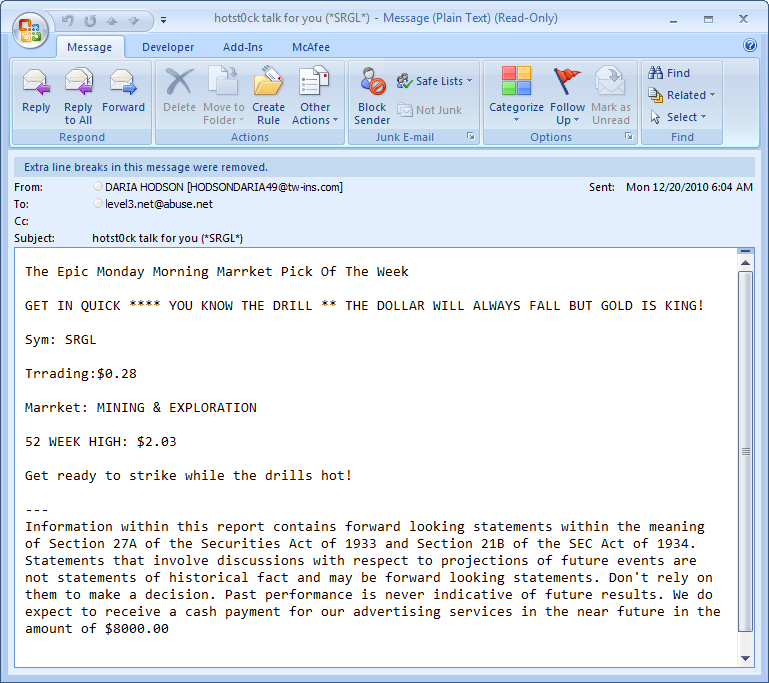 hotst0ck talk for you (*SRGL*) - Message (Plain Text) (Read-Only)
Message Developer Add-Ins McAfee
Reply Reply to All Forward
Respond
Delete Move to Folder Create Rule Other Actions
Actions
Block Sender Safe Lists Not Junk
Junk E-mail
Categorize Follow Up Mark as Unread
Options
Find Related Select
Find
Extra line breaks in this message were removed.
From: DARIA HODSON [HODSONDARIA49@tw-ins.com] Sent: Mon 12/20/2010 6:04 AM
To: level3.net@abuse.net
Cc:
Subject: hotst0ck talk for you (*SRGL*)
The Epic Monday Morning Marrket Pick Of The Week
GET IN QUICK **** YOU KNOW THE DRILL ** THE DOLLAR WILL ALWAYS FALL BUT GOLD IS KING!
Sym: SRGL
Trrading:$0.28
Marrket: MINING & EXPLORATION
52 WEEK HIGH: $2.03
Get ready to strike while the drills hot!
---
Information within this report contains forward looking statements within the meaning
of Section 27A of the Securities Act of 1933 and Section 21B of the SEC Act of 1934.
Statements that involve discussions with respect to projections of future events are
not statements of historical fact and may be forward looking statements. Don't rely on
them to make a decision. Past performance is never indicative of future results. We do
expect to receive a cash payment for our advertising services in the near future in the
amount of $8000.00